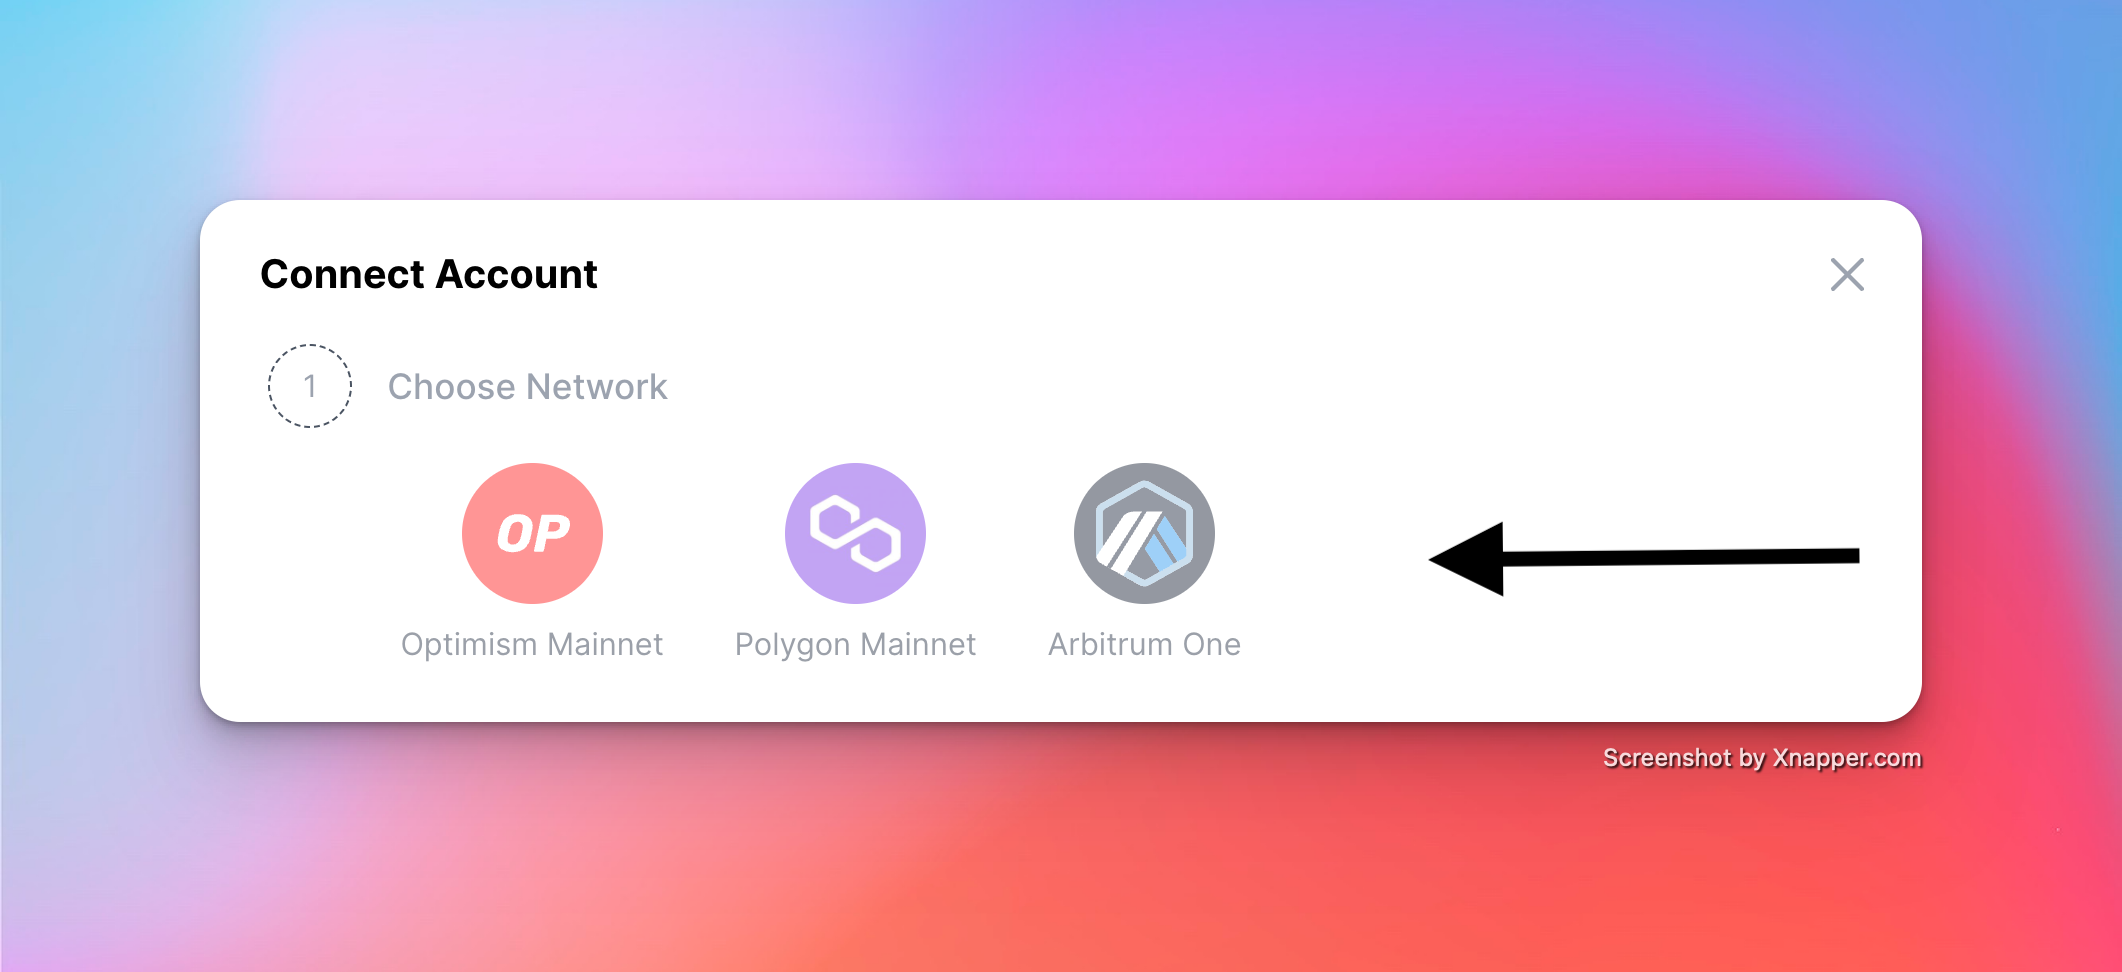 Connect Account
1 Choose Network
OP
Optimism Mainnet Polygon Mainnet Arbitrum One
Screenshot by Xnapper.com